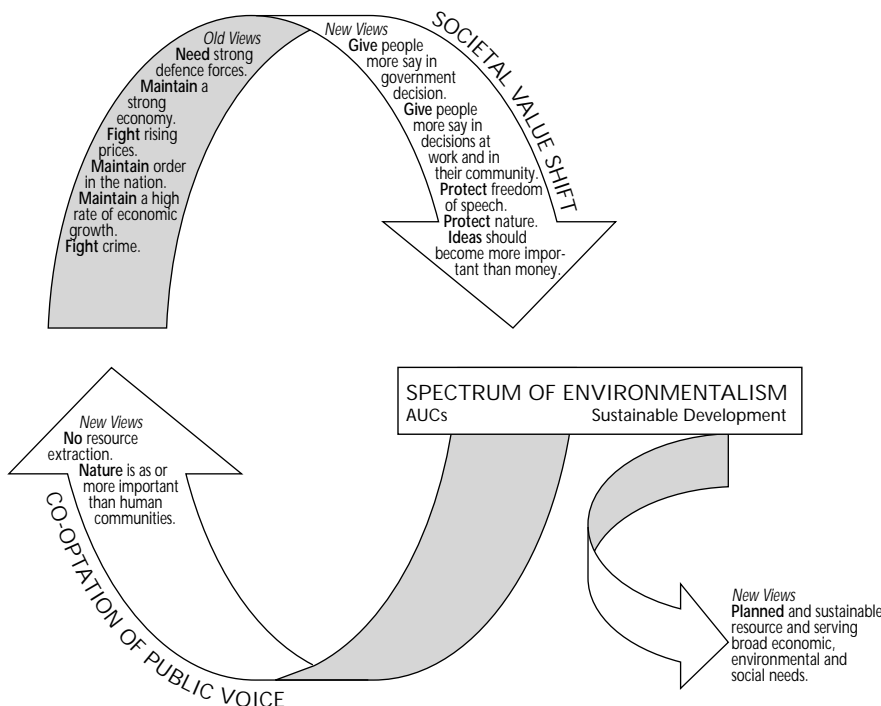 Old Views
Need strong
defence forces.
Maintain a
strong
economy.
Fight rising
prices.
Maintain order
in the nation.
Maintain a high
rate of economic
growth.
Fight crime.
New Views
Give people
more say in
government
decision.
Give people
more say in
decisions at
work and in
their community.
Protect freedom
of speech.
Protect nature.
Ideas should
become more impor-
tant than money.
SOCIETAL VALUE SHIFT
SPECTRUM OF ENVIRONMENTALISM
AUCs Sustainable Development
New Views
No resource
extraction.
Nature is as or
more important
than human
communities.
CO-OPTATION OF PUBLIC VOICE
New Views
Planned and sustainable
resource and serving
broad economic,
environmental and
social needs.